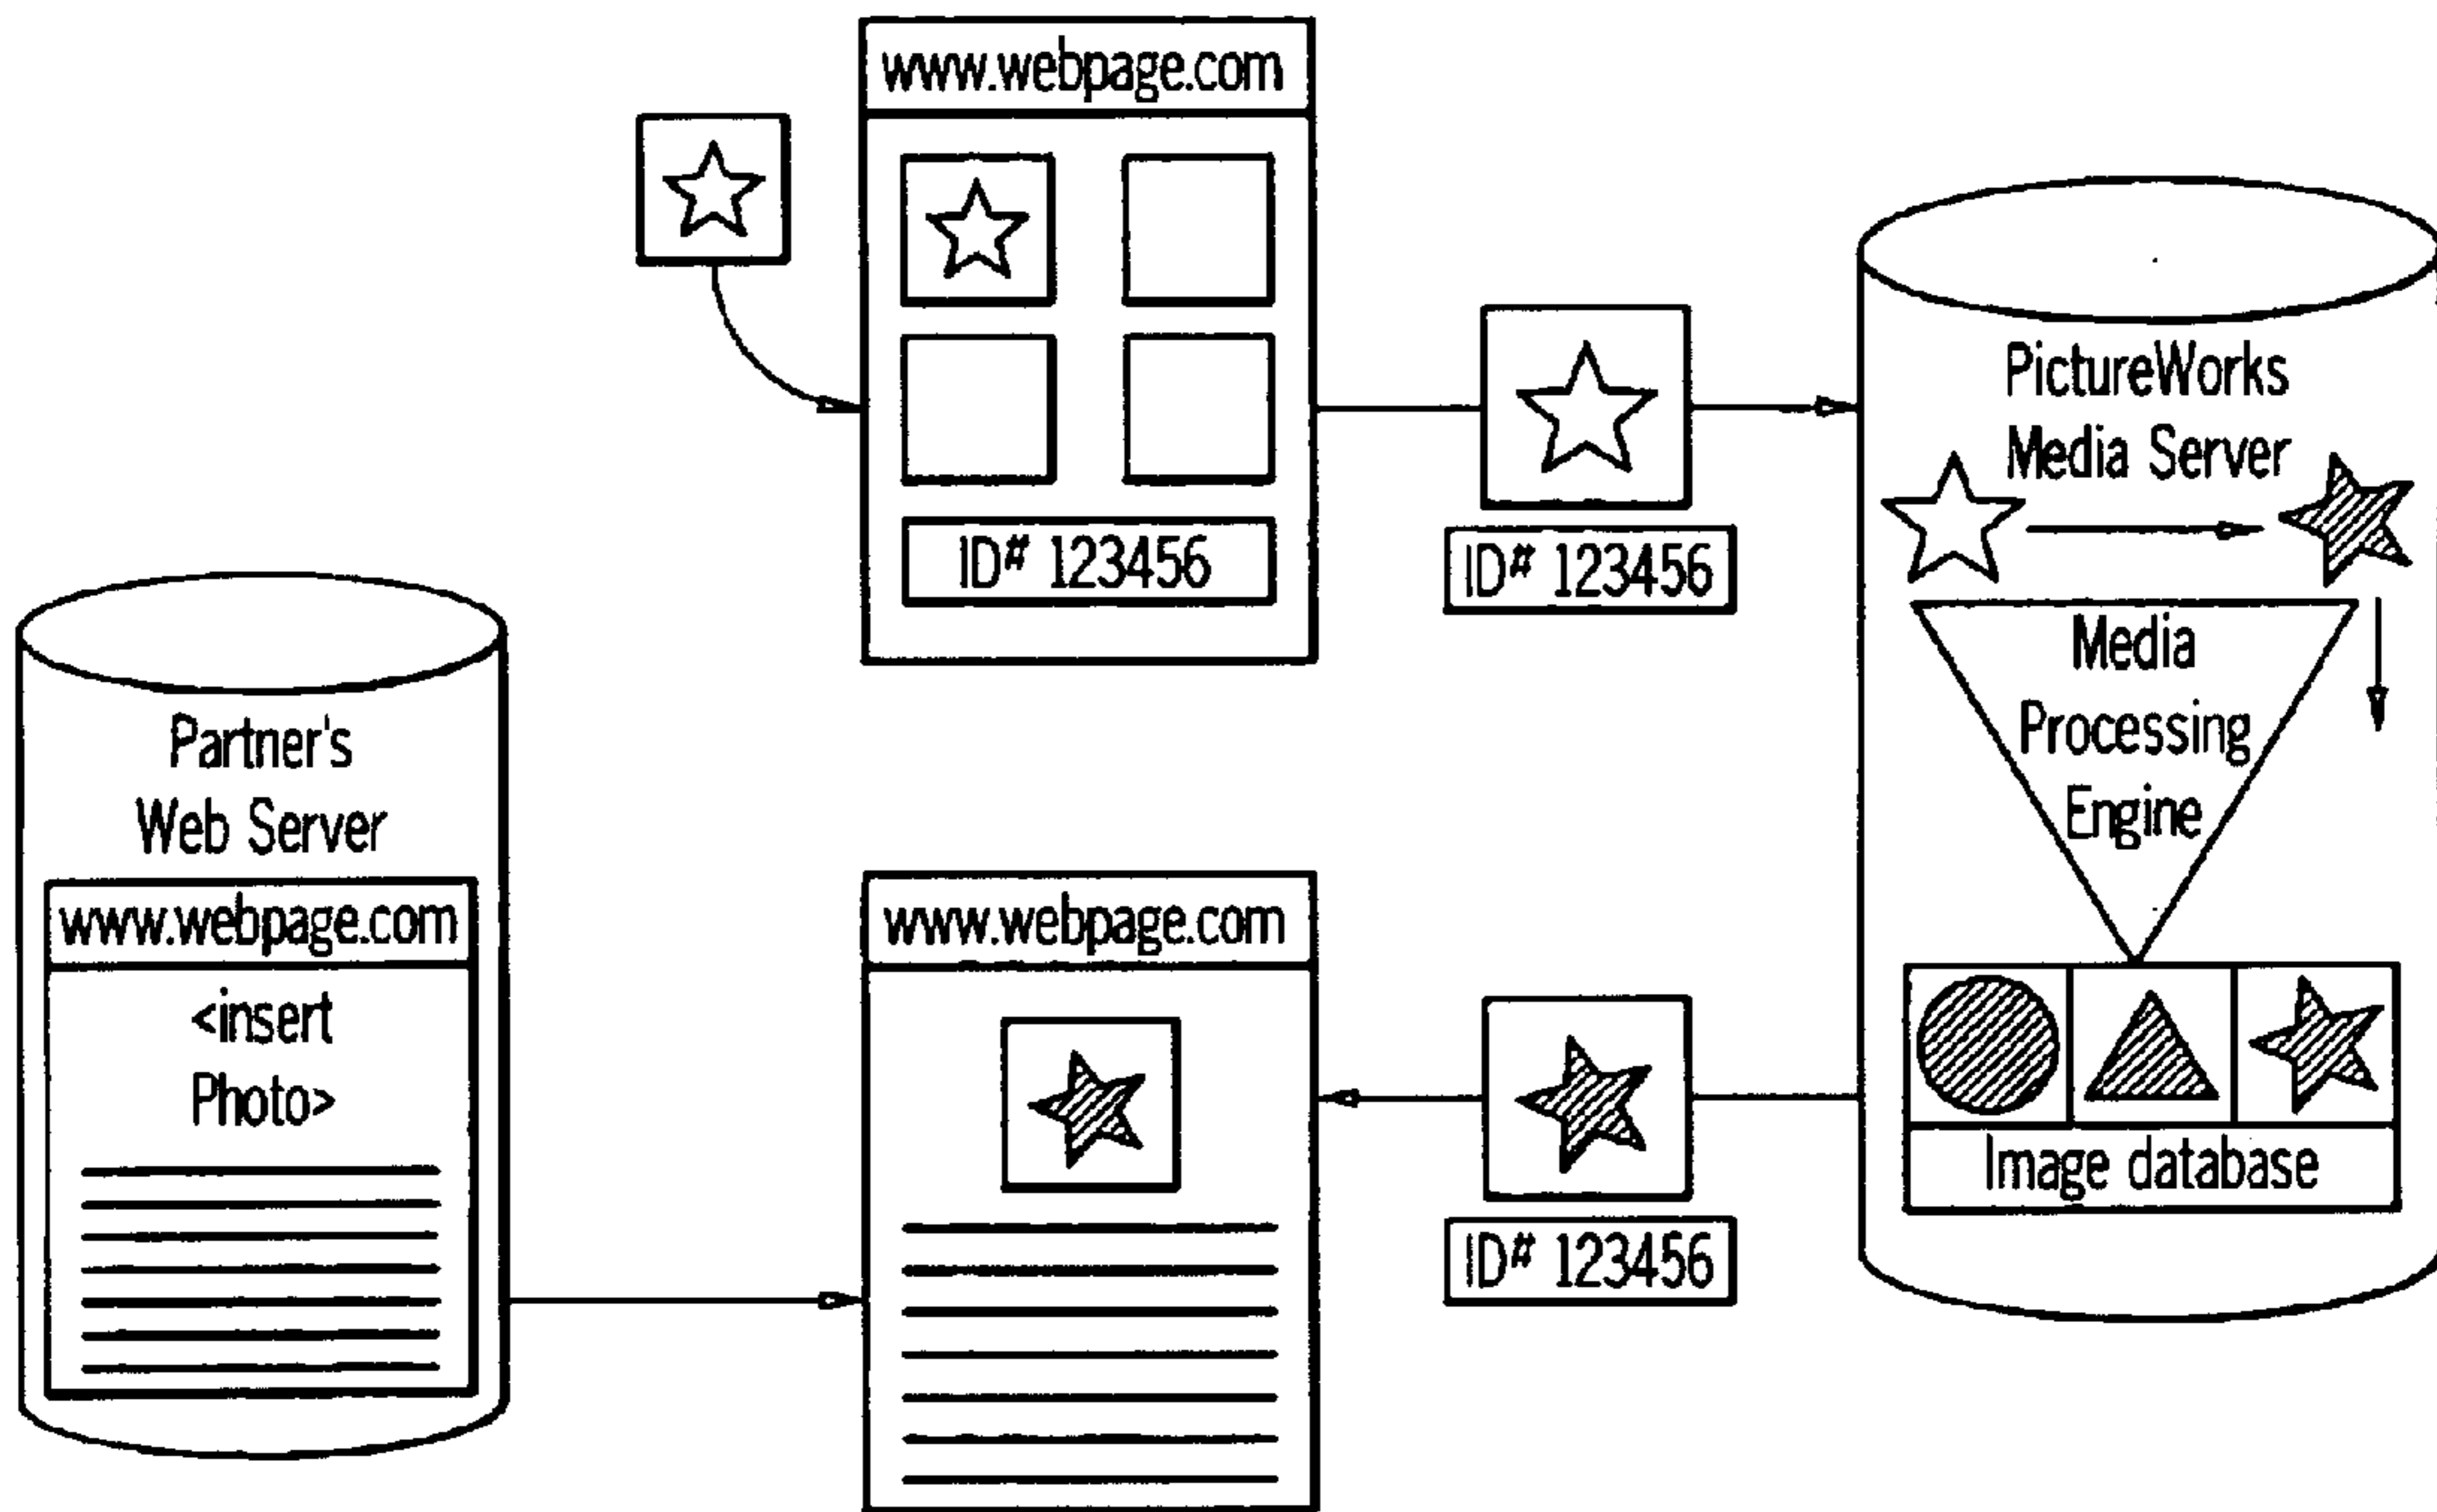 www.webpage.com
ID# 123456
ID# 123456
PictureWorks
Media Server
Media
Processing
Engine
Image database
Partner's
Web Server
www.webpage.com
<insert
Photo>
www.webpage.com
ID# 123456